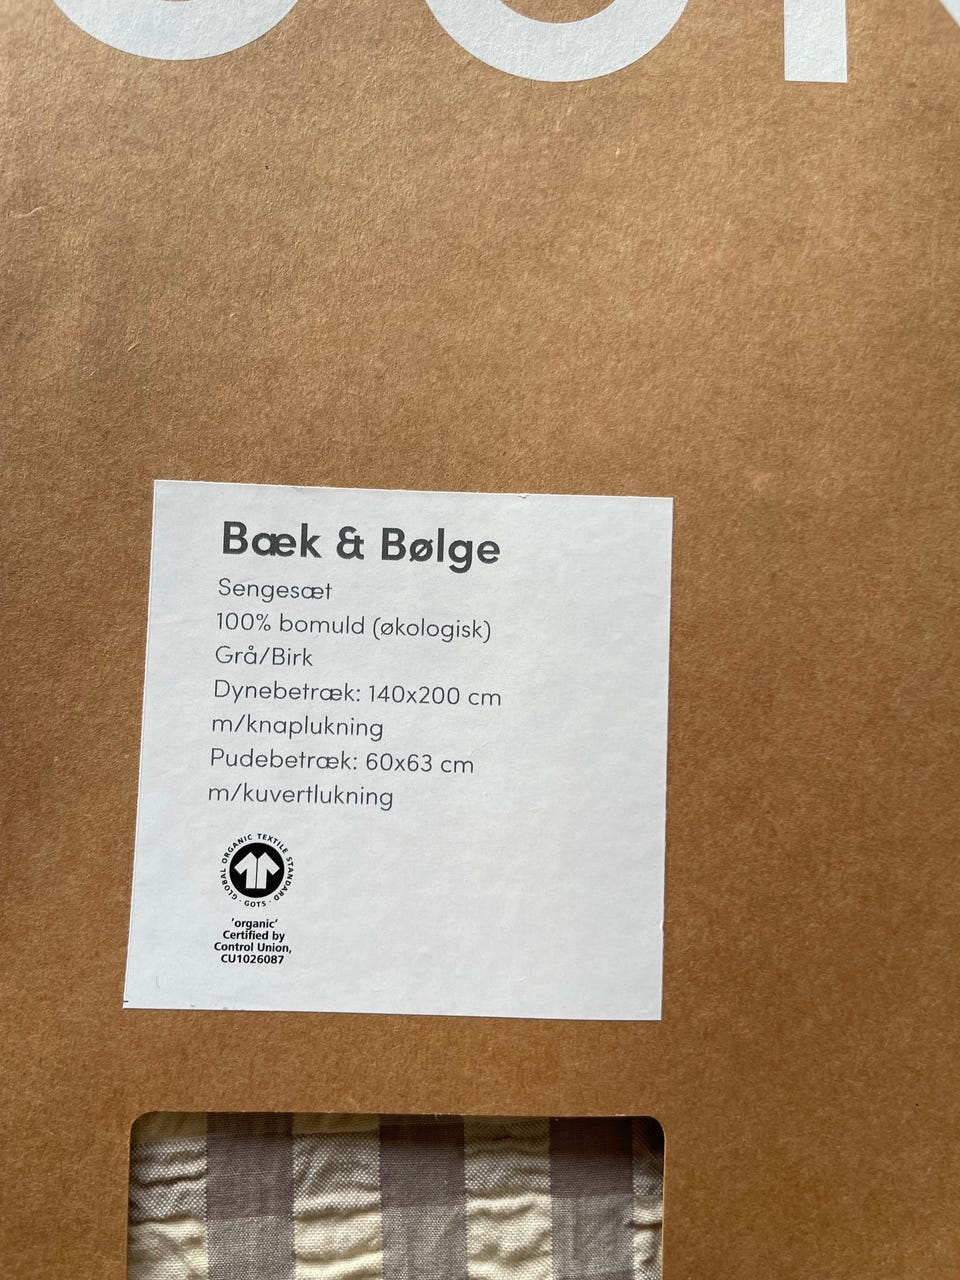 Bæk & Bølge
Sengesæt
100% bomuld (økologisk)
Grå/Birk
Dynebetræk: 140x200 cm
m/knaplukning
Pudebetræk: 60x63 cm
m/kuvertlukning
GLOBAL ORGANIC TEXTILE STANDARD · GOTS ·
'organic'
Certified by
Control Union,
CU1026087